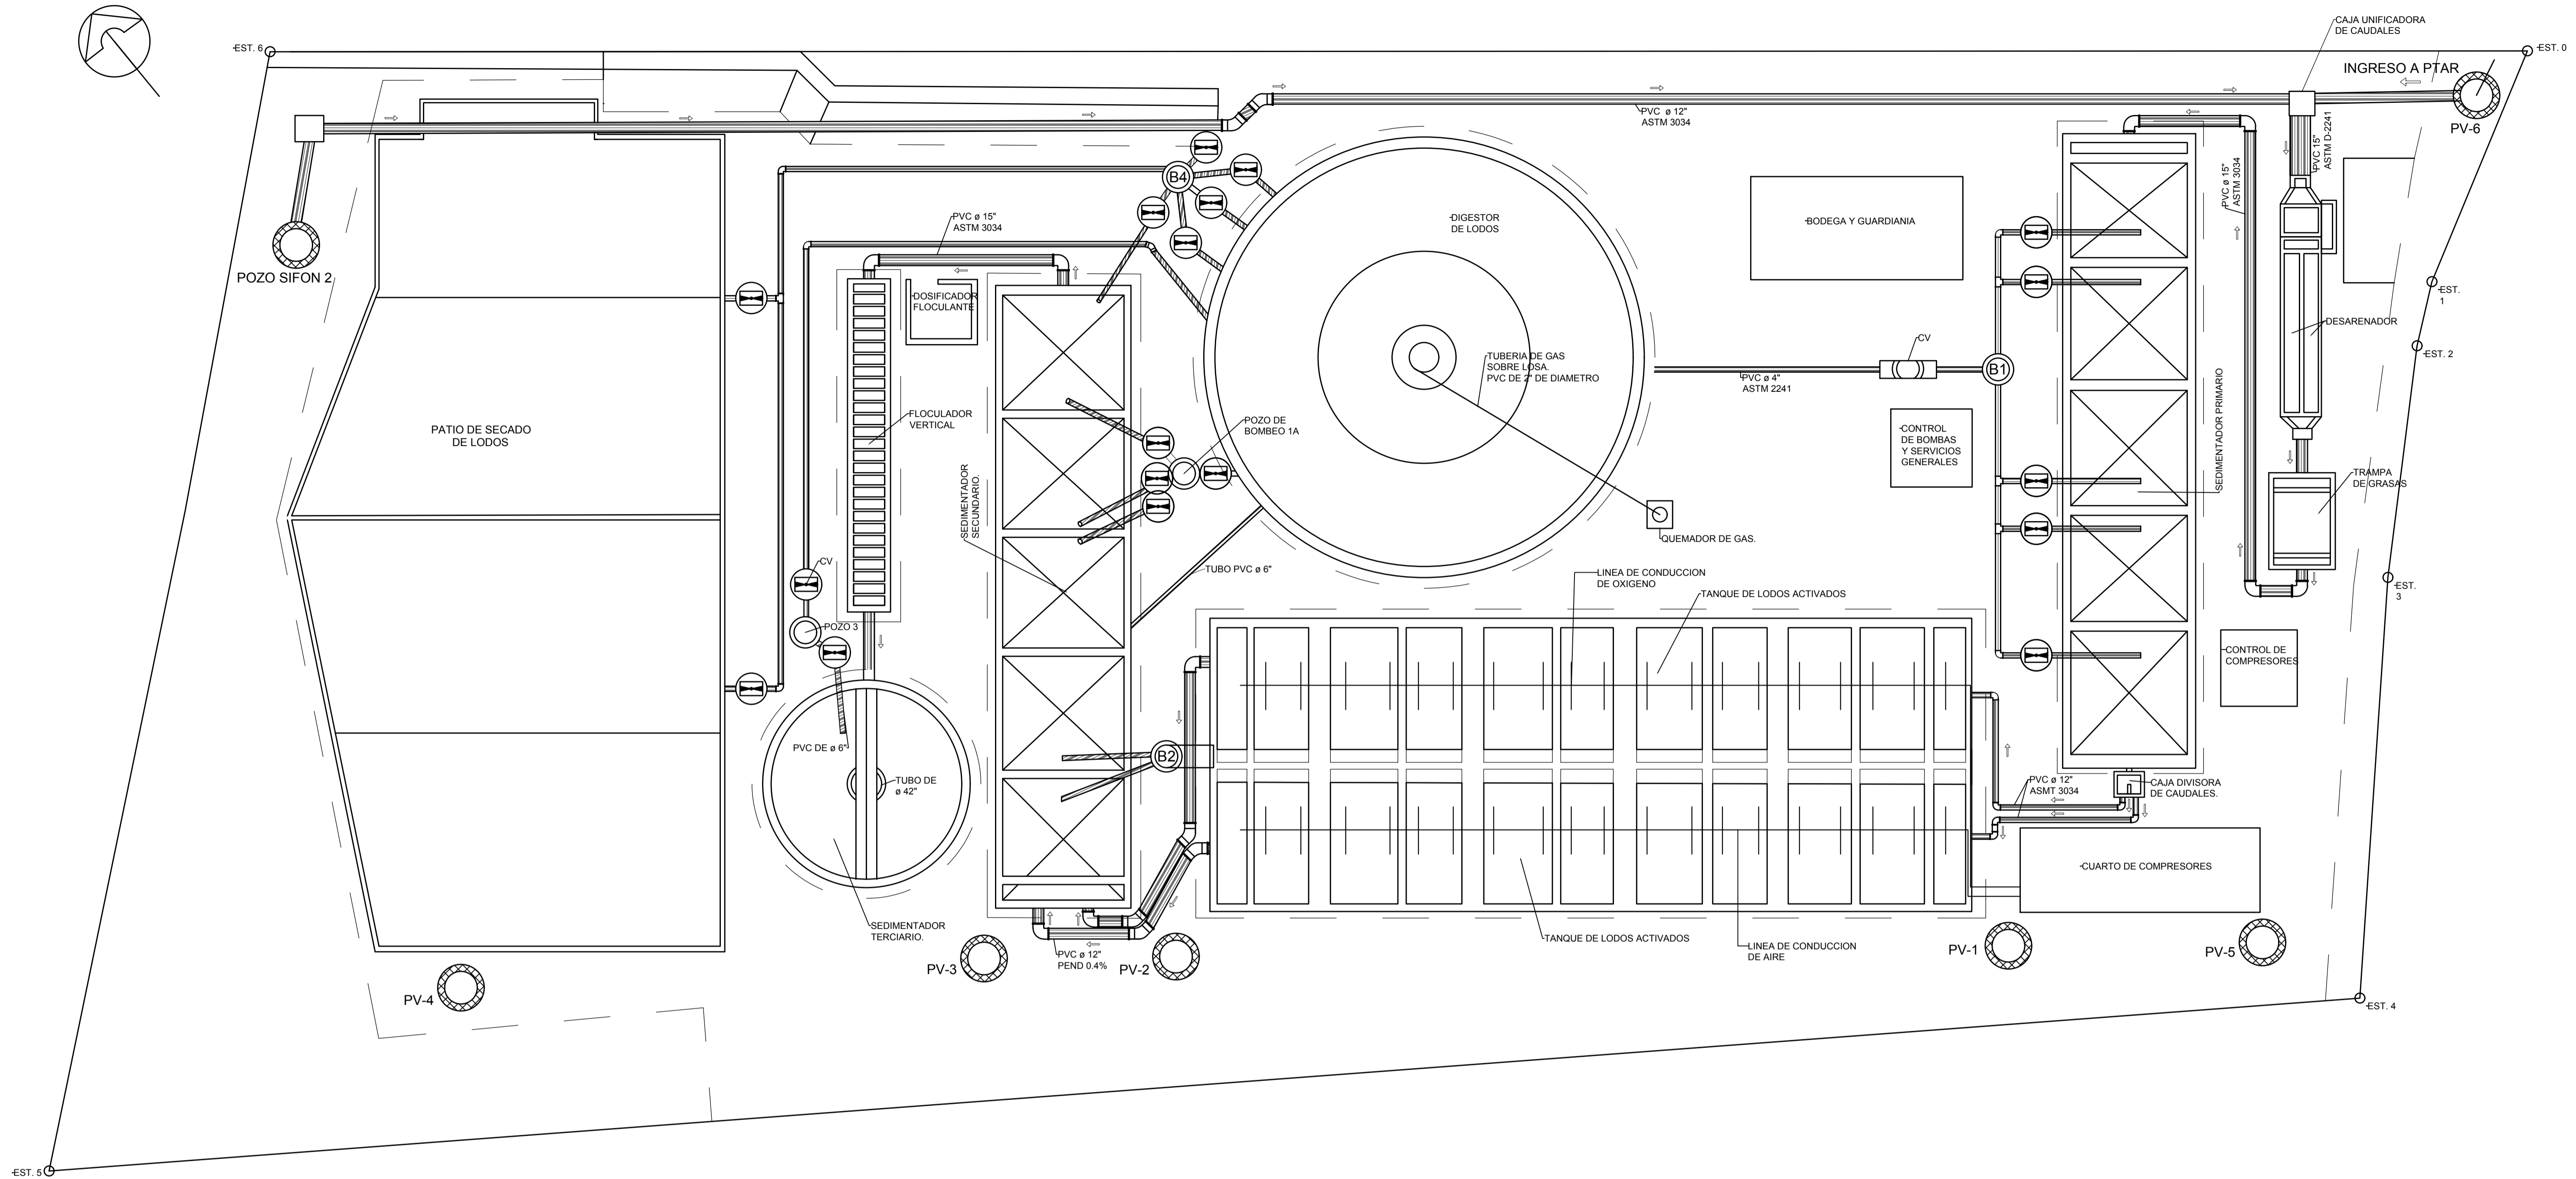 CAJA UNIFICADORA
DE CAUDALES
EST. 6
EST. 0
INGRESO A PTAR
PV-6
PVC ø 12"
ASTM 3034
PVC 15"
ASTM D-2241
PVC ø 15"
ASTM 3034
B4
POZO SIFON 2
PVC ø 15"
ASTM 3034
DIGESTOR
DE LODOS
BODEGA Y GUARDIANIA
EST.
1
DOSIFICADOR
FLOCULANTE
DESARENADOR
CV
EST. 2
TUBERIA DE GAS
SOBRE LOSA.
PVC DE 2" DE DIAMETRO
PVC ø 4"
ASTM 2241
B1
FLOCULADOR
VERTICAL
POZO DE
BOMBEO 1A
PATIO DE SECADO
DE LODOS
CONTROL
DE BOMBAS
Y SERVICIOS
GENERALES
SEDIMENTADOR PRIMARIO
SEDIMENTADOR
SECUNDARIO.
TRAMPA
DE GRASAS
QUEMADOR DE GAS.
CV
TUBO PVC ø 6"
LINEA DE CONDUCCION
DE OXIGENO
TANQUE DE LODOS ACTIVADOS
EST.
3
POZO 3
CONTROL DE
COMPRESORES
PVC DE ø 6"
B2
TUBO DE
ø 42"
PVC ø 12"
ASMT 3034
CAJA DIVISORA
DE CAUDALES.
CUARTO DE COMPRESORES
SEDIMENTADOR
TERCIARIO.
TANQUE DE LODOS ACTIVADOS
LINEA DE CONDUCCION
DE AIRE
PVC ø 12"
PEND 0.4%
PV-4
PV-3
PV-2
PV-1
PV-5
EST. 4
EST. 5